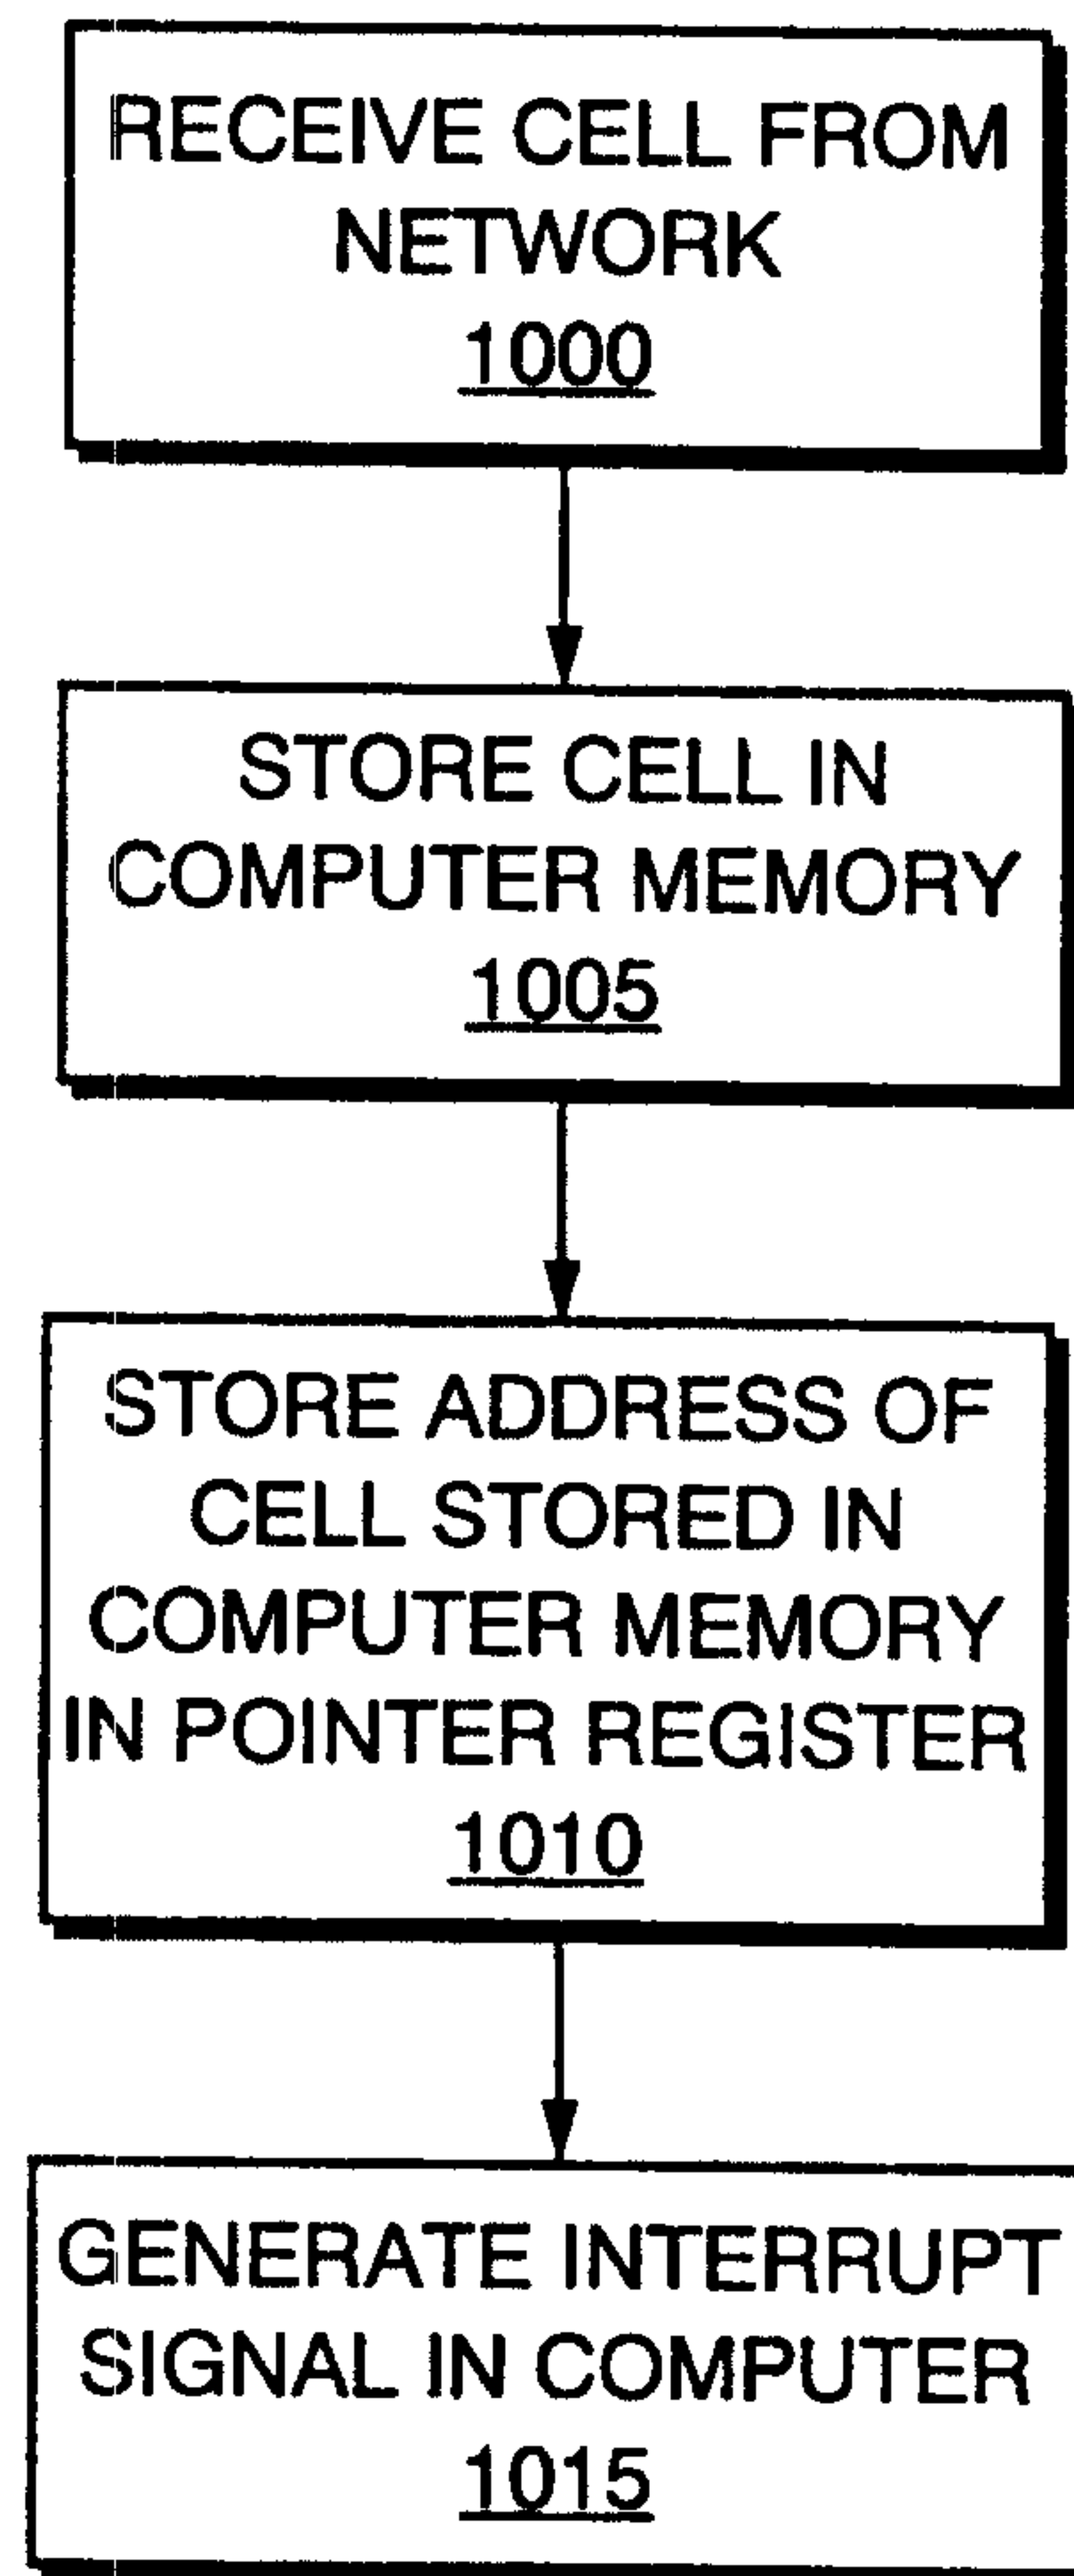 RECEIVE CELL FROM
NETWORK
1000
STORE CELL IN
COMPUTER MEMORY
1005
STORE ADDRESS OF
CELL STORED IN
COMPUTER MEMORY
IN POINTER REGISTER
1010
GENERATE INTERRUPT
SIGNAL IN COMPUTER
1015